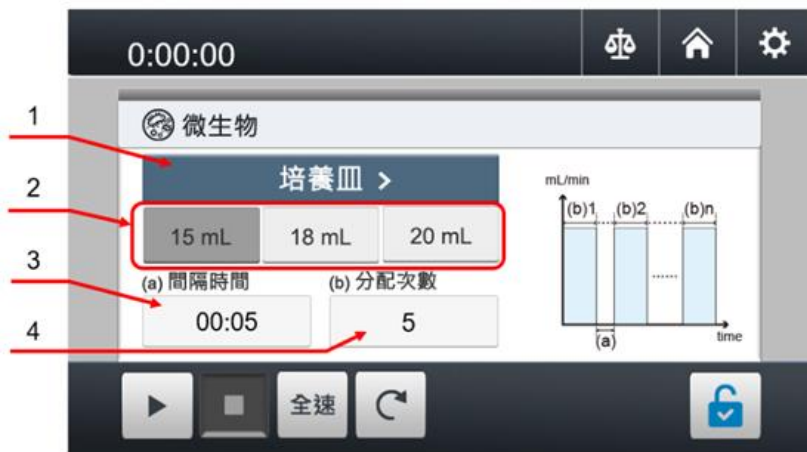 0:00:00
1
微生物
培養皿 >
2
15 mL 18 mL 20 mL
3
(a) 間隔時間 (b) 分配次數
00:05 5
4
mL/min
(b)1 (b)2 (b)n
(a) time
全速